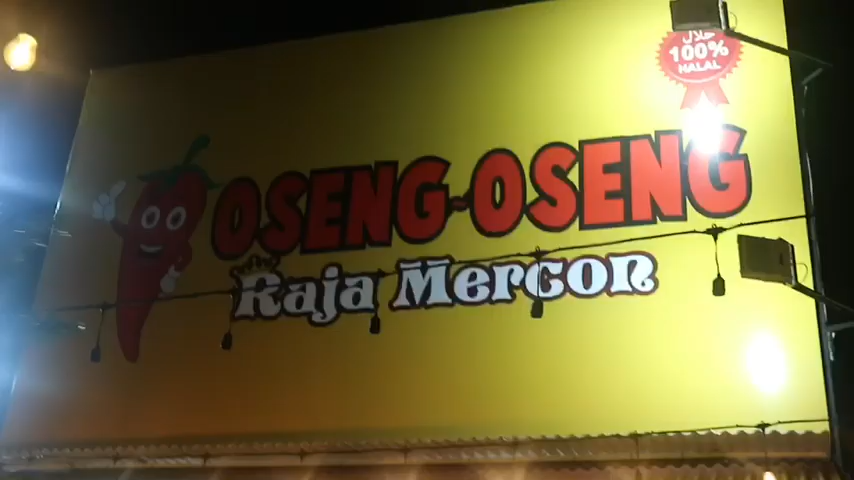 حلال
100%
HALAL
OSENG-OSENG
Raja Mercon